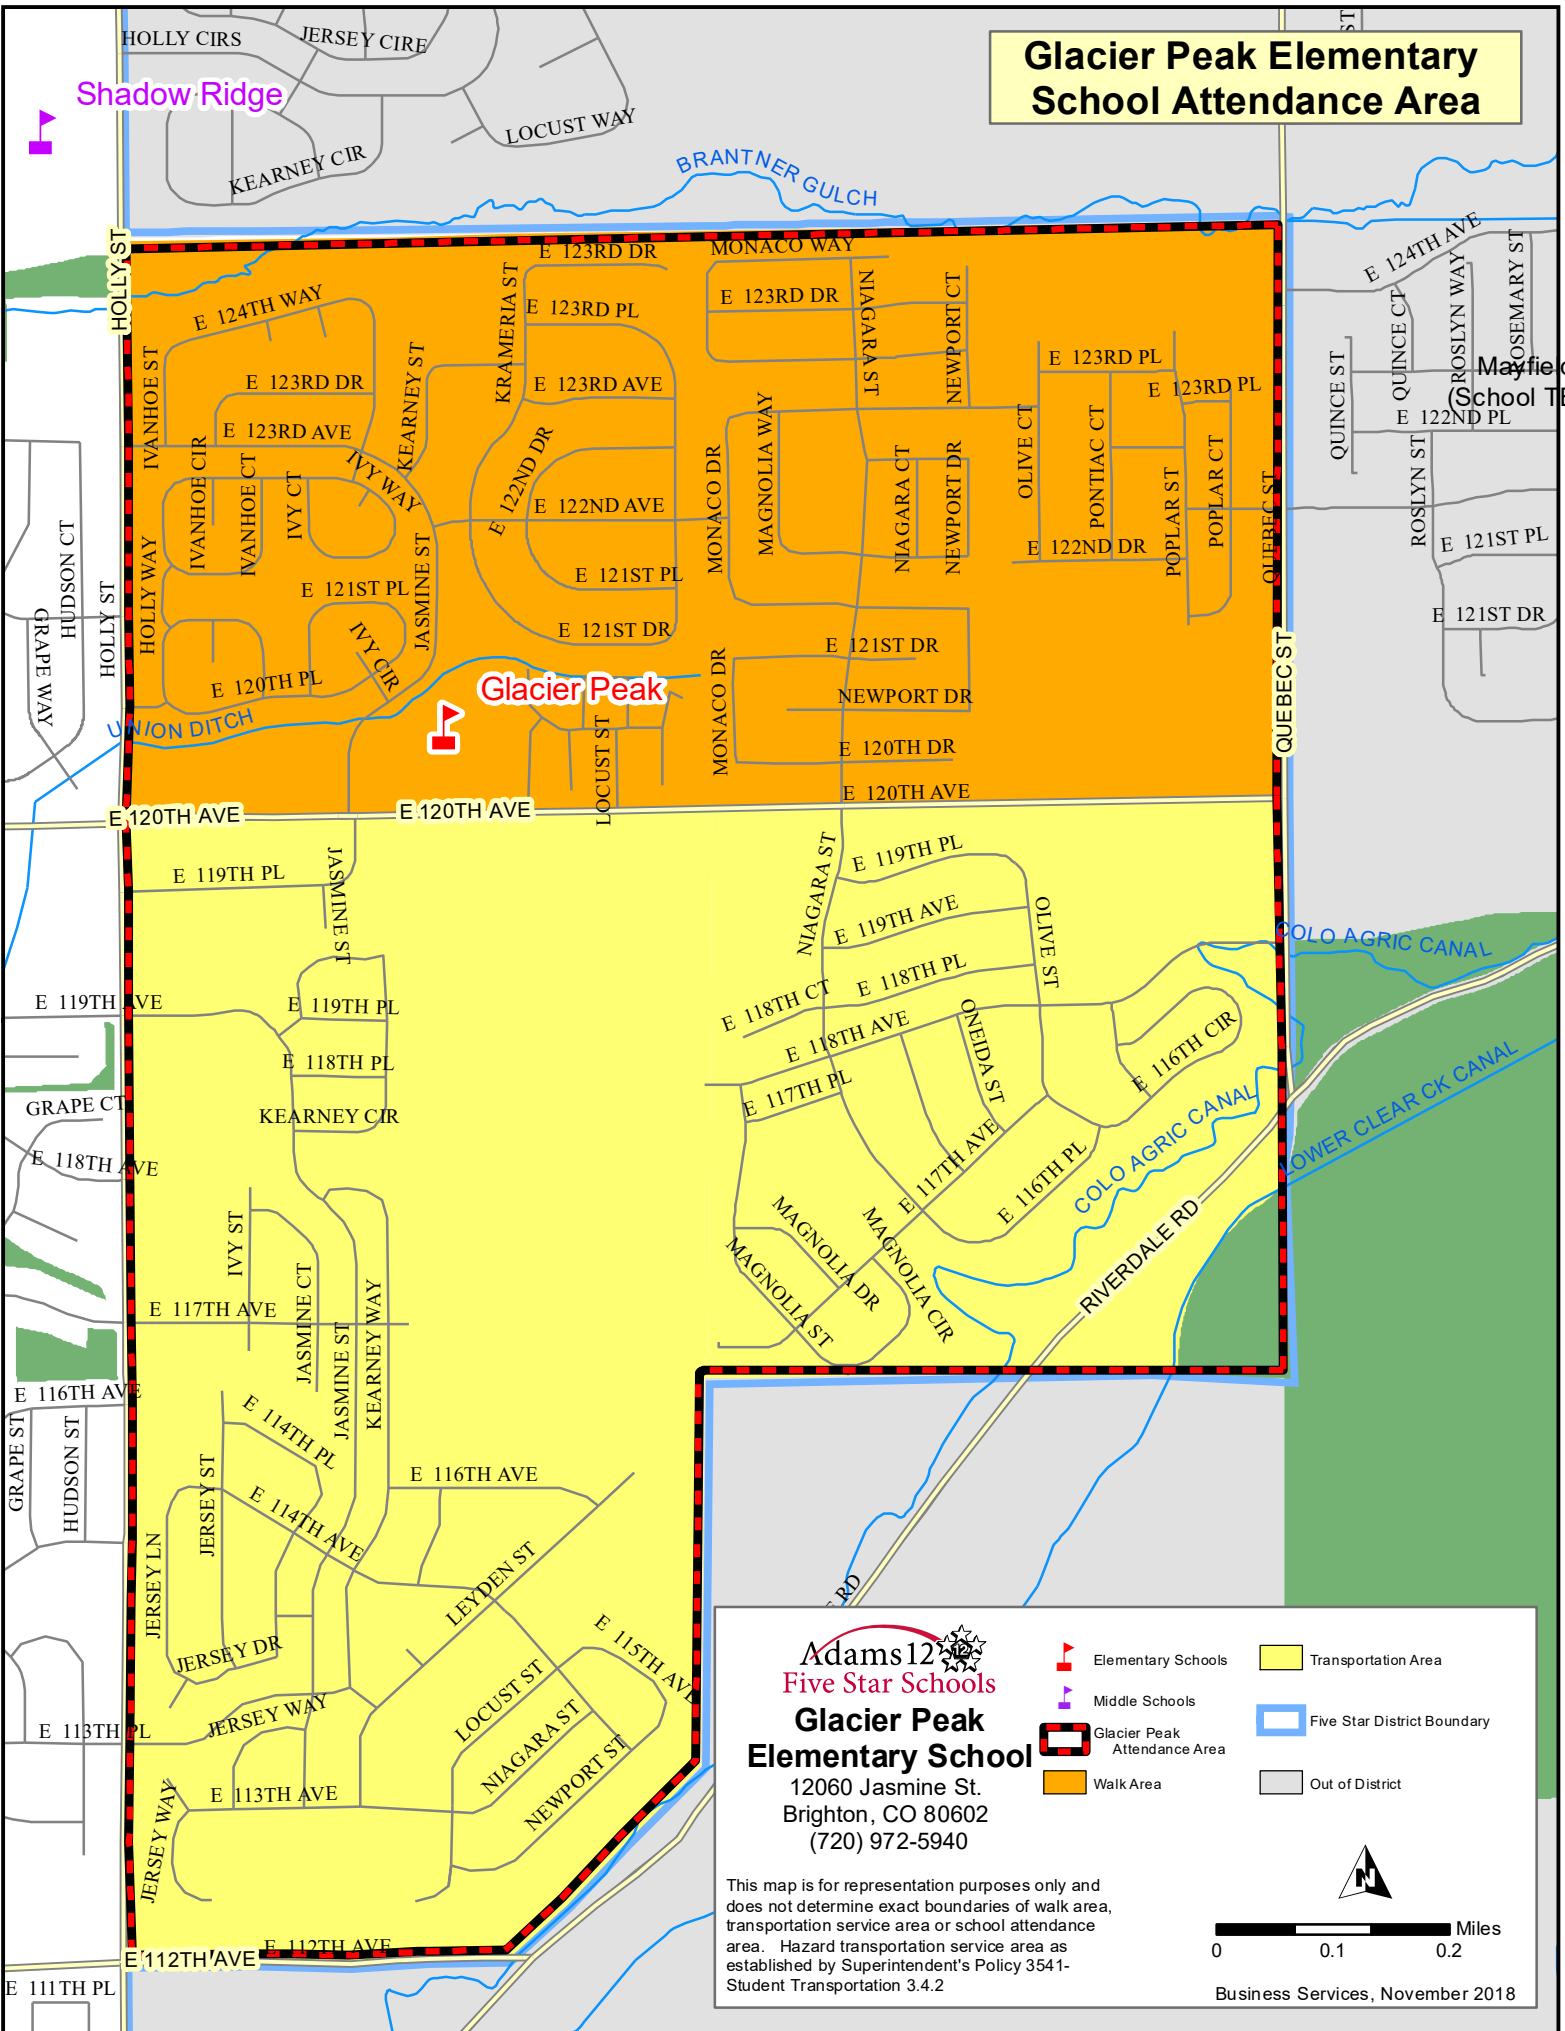 Glacier Peak Elementary
School Attendance Area
HOLLY CIRS
JERSEY CIRE
ST
Shadow Ridge
LOCUST WAY
KEARNEY CIR
BRANTNER GULCH
HOLLY ST
E 123RD DR
MONACO WAY
E 124TH AVE
E 124TH WAY
KRAMERIA ST
E 123RD PL
E 123RD DR
NIAGARA ST
NEWPORT CT
QUINCE CT
ROSLYN WAY
ROSEMARY ST
IVANHOE ST
KEARNEY ST
E 123RD DR
E 123RD AVE
E 123RD PL
E 123RD PL
QUINCE ST
Mayfiel
(School TB
E 122ND PL
E 123RD AVE
IVY WAY
IVANHOE CIR
IVANHOE CT
IVY CT
E 122ND DR
MONACO DR
MAGNOLIA WAY
NIAGARA CT
NEWPORT DR
OLIVE CT
PONTIAC CT
POPLAR ST
POPLAR CT
QUEBEC ST
ROSLYN ST
E 122ND AVE
E 122ND DR
E 121ST PL
HUDSON CT
GRAPE WAY
HOLLY ST
HOLLY WAY
E 121ST PL
JASMINE ST
E 121ST PL
E 121ST DR
IVY CIR
E 121ST DR
E 121ST DR
QUEBEC ST
E 120TH PL
Glacier Peak
MONACO DR
NEWPORT DR
UNION DITCH
LOCUST ST
E 120TH DR
E 120TH AVE
E 120TH AVE
E 120TH AVE
E 119TH PL
JASMINE ST
NIAGARA ST
E 119TH PL
E 119TH AVE
OLIVE ST
COLO AGRIC CANAL
E 119TH AVE
E 119TH PL
E 118TH CT
E 118TH PL
E 118TH AVE
ONEIDA ST
E 116TH CIR
E 118TH PL
E 117TH PL
LOWER CLEAR CK CANAL
GRAPE CT
KEARNEY CIR
E 118TH AVE
E 117TH AVE
E 116TH PL
COLO AGRIC CANAL
IVY ST
JASMINE CT
MAGNOLIA DR
MAGNOLIA ST
MAGNOLIA CIR
RIVERDALE RD
E 117TH AVE
JASMINE ST
KEARNEY WAY
E 116TH AVE
GRAPE ST
HUDSON ST
E 114TH PL
E 116TH AVE
JERSEY ST
E 114TH AVE
JERSEY LN
LEYDEN ST
JERSEY DR
E 115TH AVE
LOCUST ST
E 113TH PL
JERSEY WAY
NIAGARA ST
NEWPORT ST
E 113TH AVE
JERSEY WAY
E 112TH AVE
E 112TH AVE
E 111TH PL
E RD
Adams 12
12
Five Star Schools
Glacier Peak
Elementary School
12060 Jasmine St.
Brighton, CO 80602
(720) 972-5940
Elementary Schools
Middle Schools
Glacier Peak
Attendance Area
Walk Area
Transportation Area
Five Star District Boundary
Out of District
This map is for representation purposes only and
does not determine exact boundaries of walk area,
transportation service area or school attendance
area. Hazard transportation service area as
established by Superintendent's Policy 3541-
Student Transportation 3.4.2
N
Miles
0 0.1 0.2
Business Services, November 2018